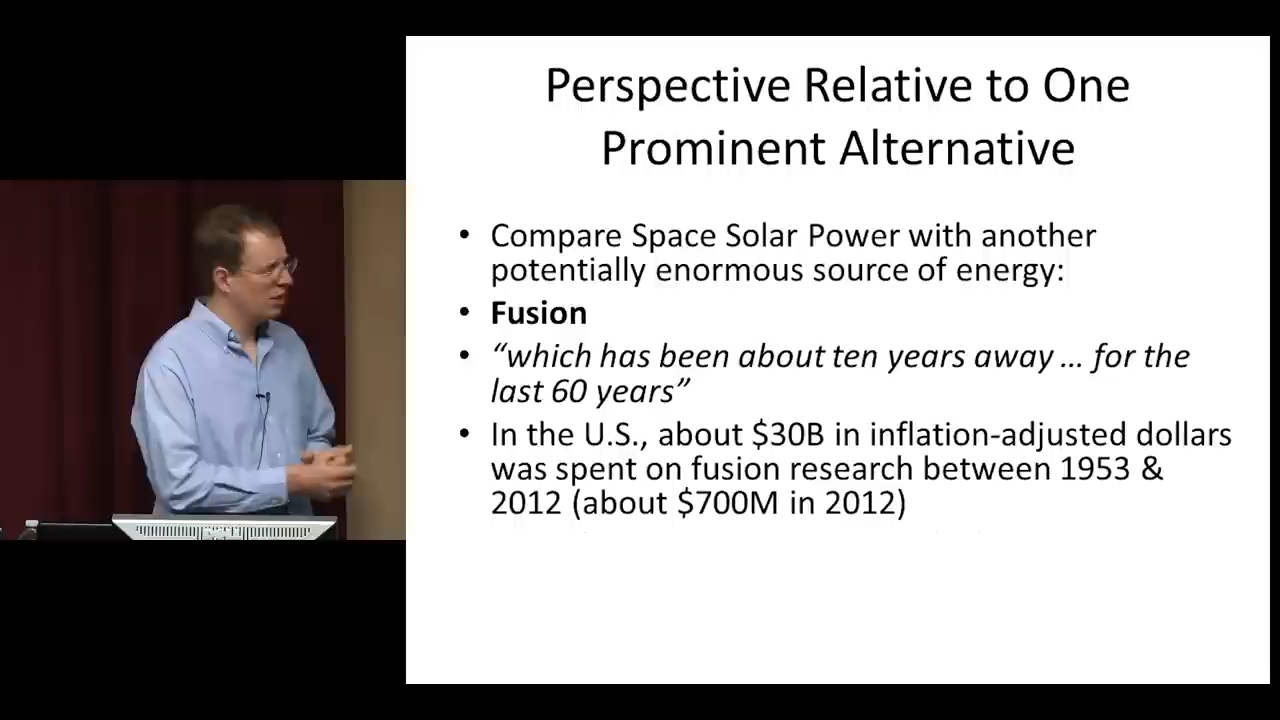 Perspective Relative to One
Prominent Alternative
• Compare Space Solar Power with another
potentially enormous source of energy:
• Fusion
• “which has been about ten years away … for the
last 60 years”
• In the U.S., about $30B in inflation-adjusted dollars
was spent on fusion research between 1953 &
2012 (about $700M in 2012)